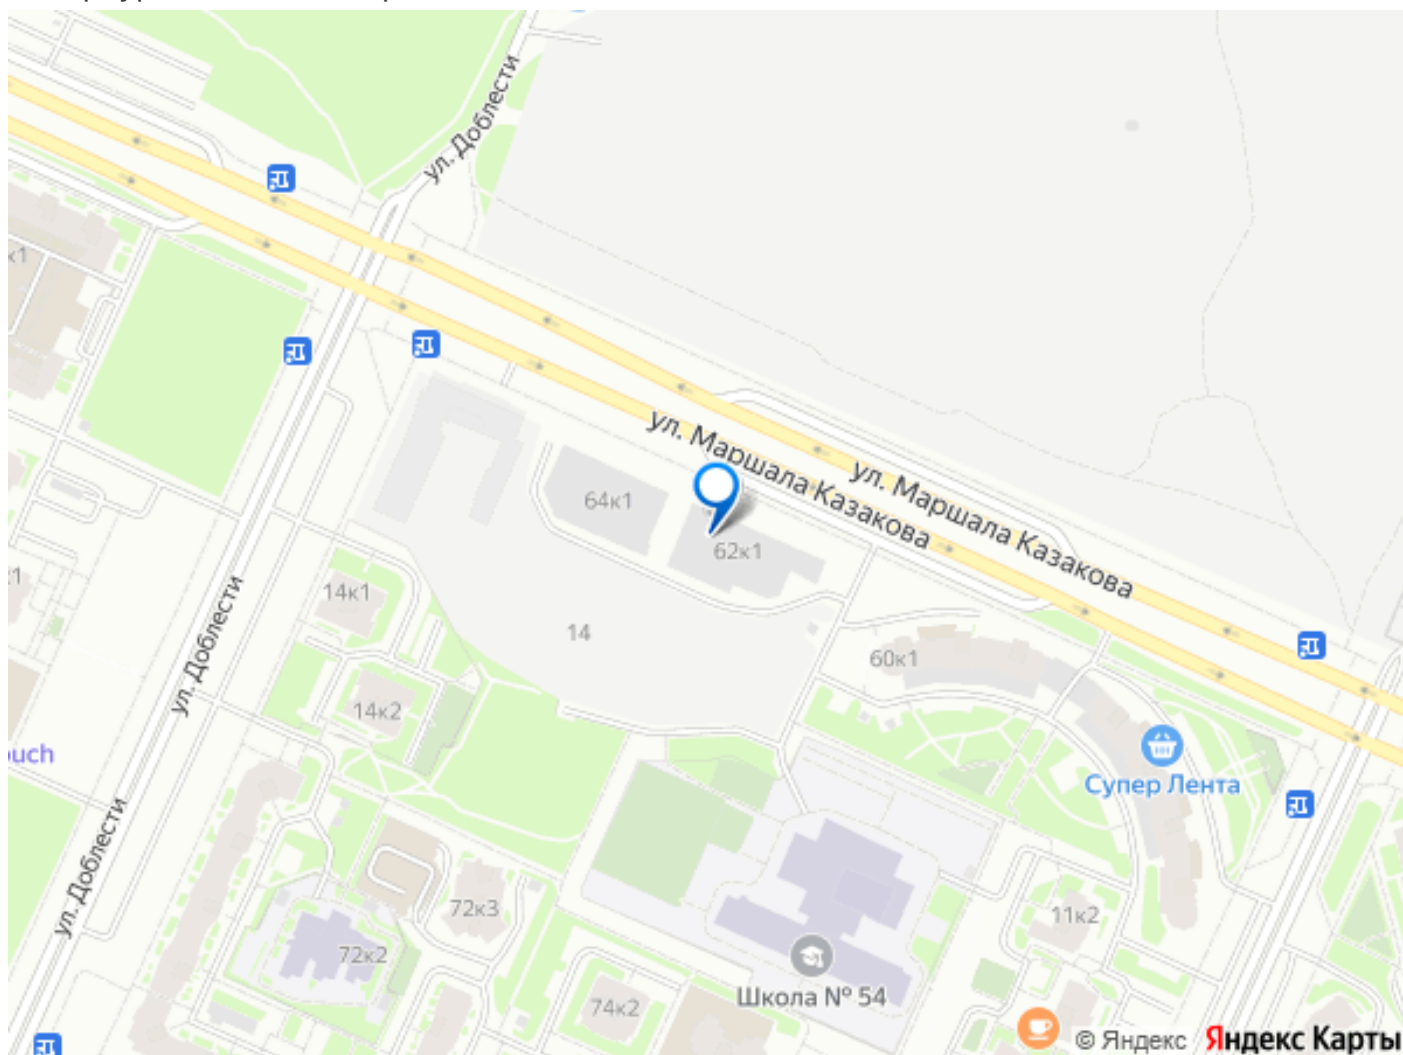 ул. Доблести
к1
ул. Маршала Казакова
ул. Маршала Казакова
64к1
62к1
14к1
14
ул. Доблести
60к1
14к2
uch
Супер Лента
ул. Доблести
72к3
11к2
72к2
Школа № 54
74к2
© Яндекс Яндекс Карты